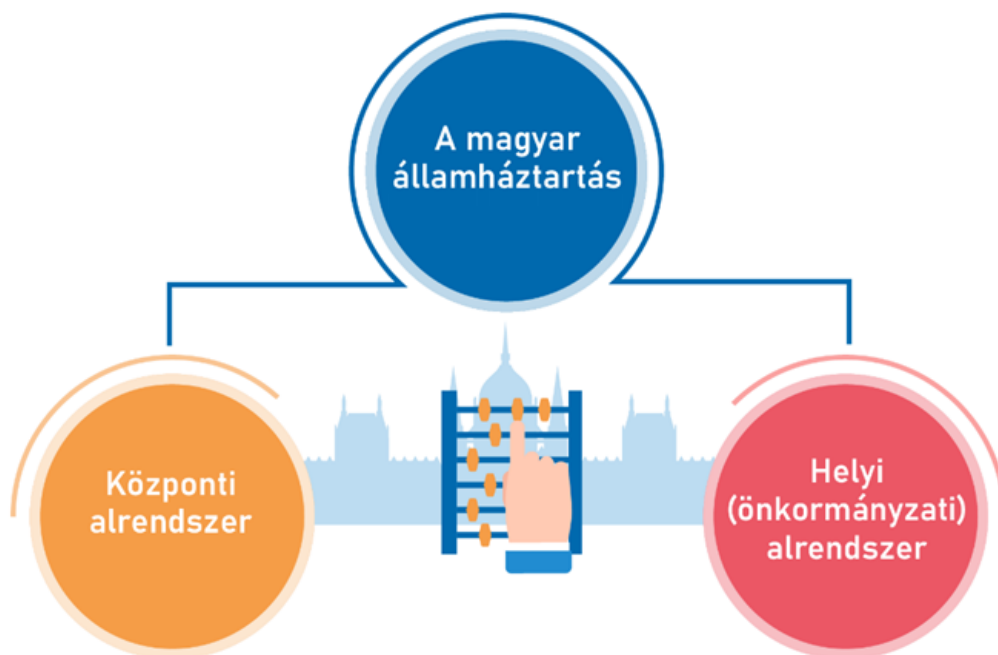 A magyar
államháztartás
Központi
alrendszer
Helyi
(önkormányzati)
alrendszer